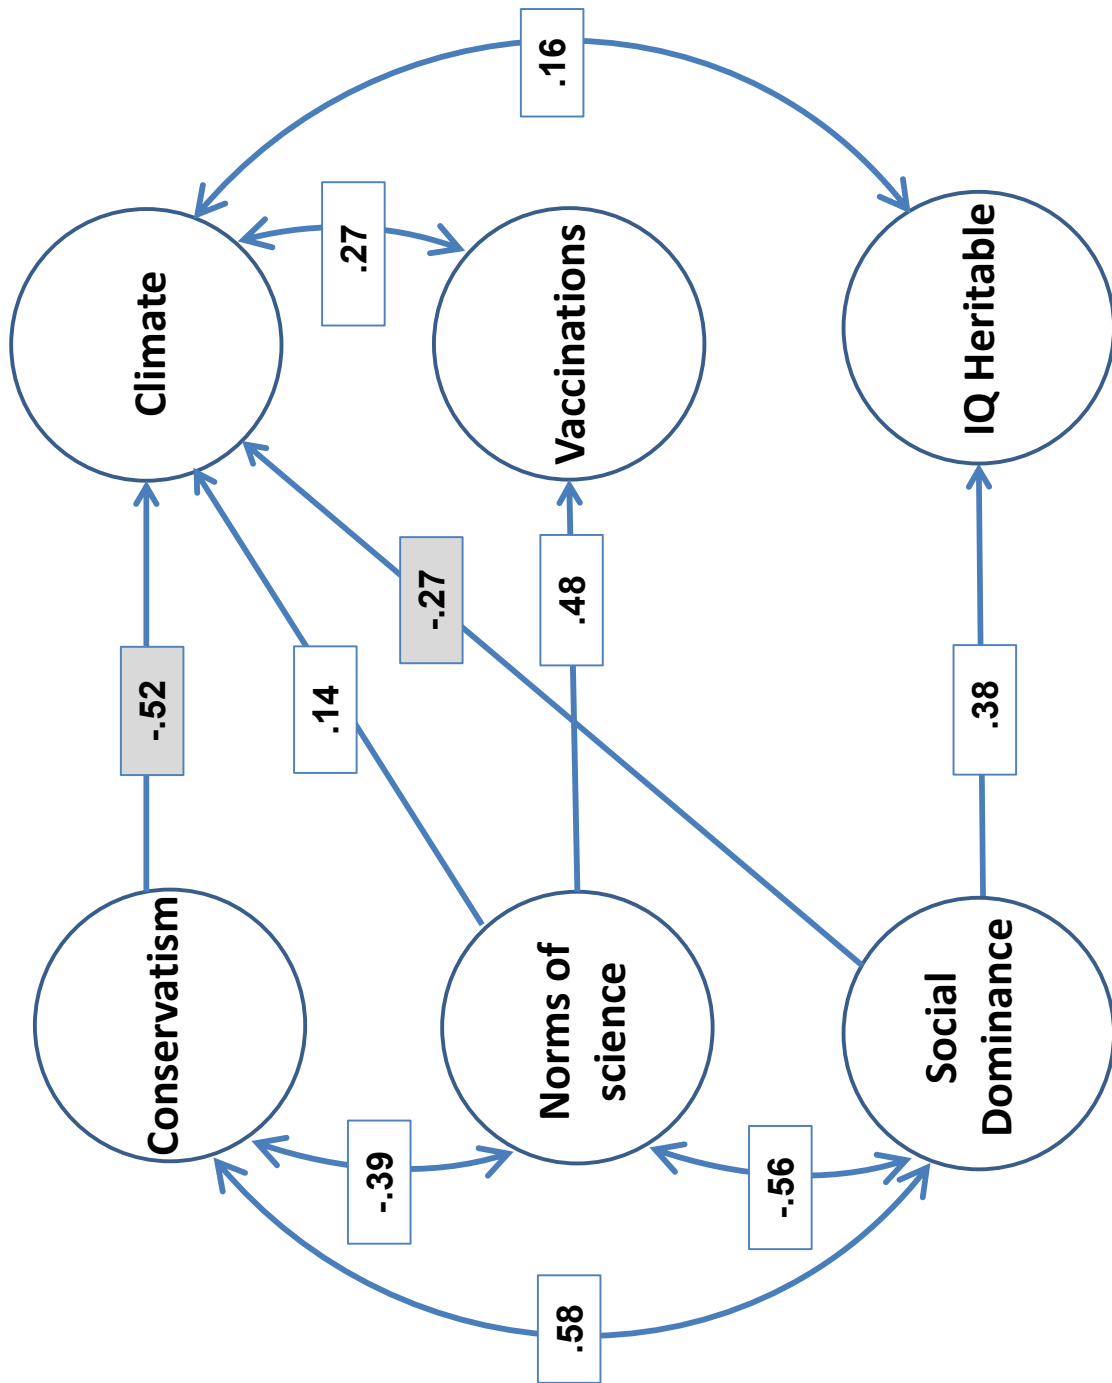 Conservatism
-.52
Climate
.14
.27
-.39
Norms of
science
.48
-.27
Vaccinations
.58
-.56
.16
Social
Dominance
.38
IQ Heritable